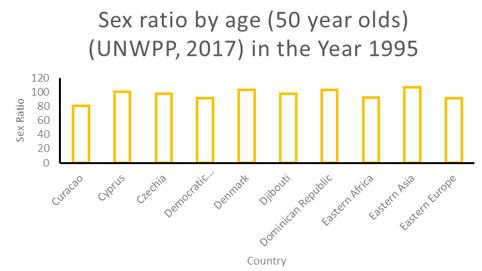 Sex ratio by age (50 year olds)
(UNWPP, 2017) in the Year 1995
120
100
80
60
40
20
0
Sex Ratio
Curacao
Cyprus
Czechia
Democratic...
Denmark
Djibouti
Dominican Republic
Eastern Africa
Eastern Asia
Eastern Europe
Country